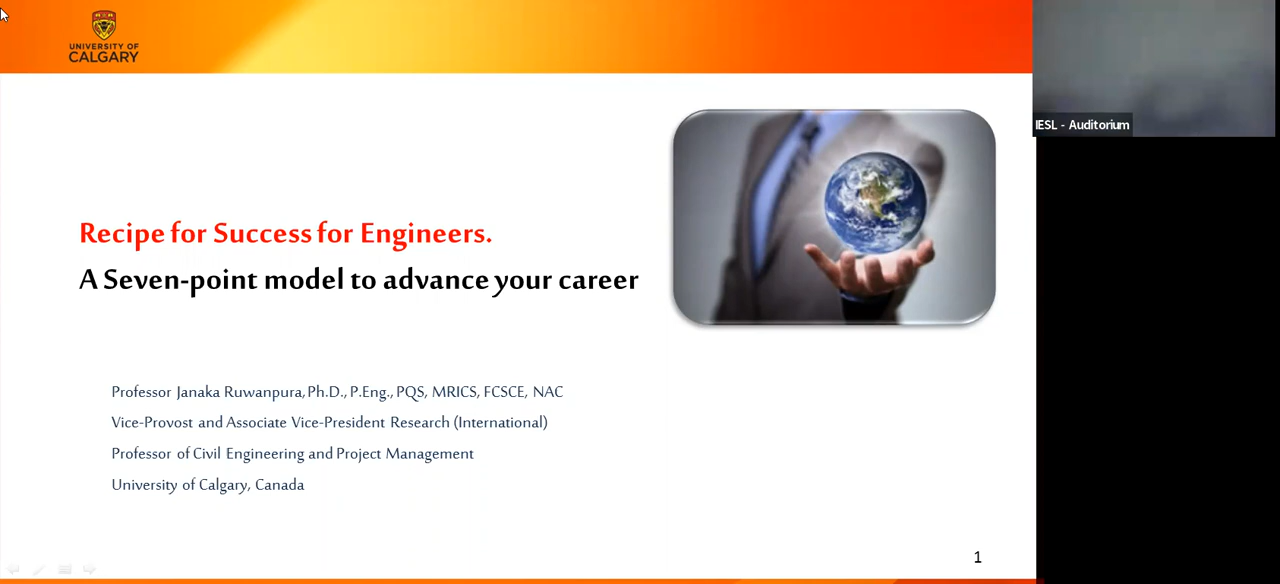 UNIVERSITY OF
CALGARY
IESL - Auditorium
Recipe for Success for Engineers.
A Seven-point model to advance your career
Professor Janaka Ruwanpura, Ph.D., P.Eng., PQS, MRICS, FCSCE, NAC
Vice-Provost and Associate Vice-President Research (International)
Professor of Civil Engineering and Project Management
University of Calgary, Canada
1